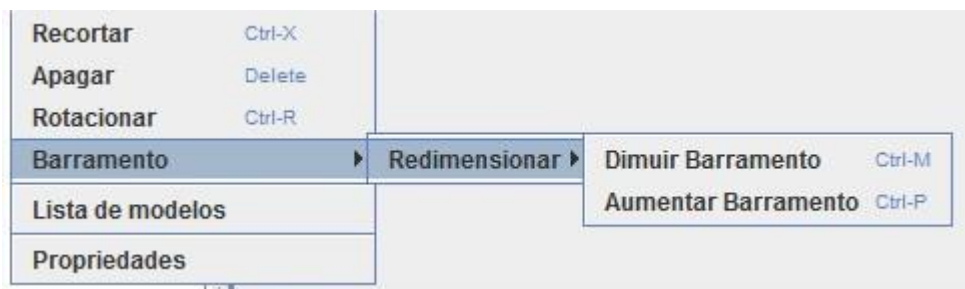 Recortar Ctrl-X
Apagar Delete
Rotacionar Ctrl-R
Barramento Redimensionar Dimuir Barramento Ctrl-M
Lista de modelos Aumentar Barramento Ctrl-P
Propriedades